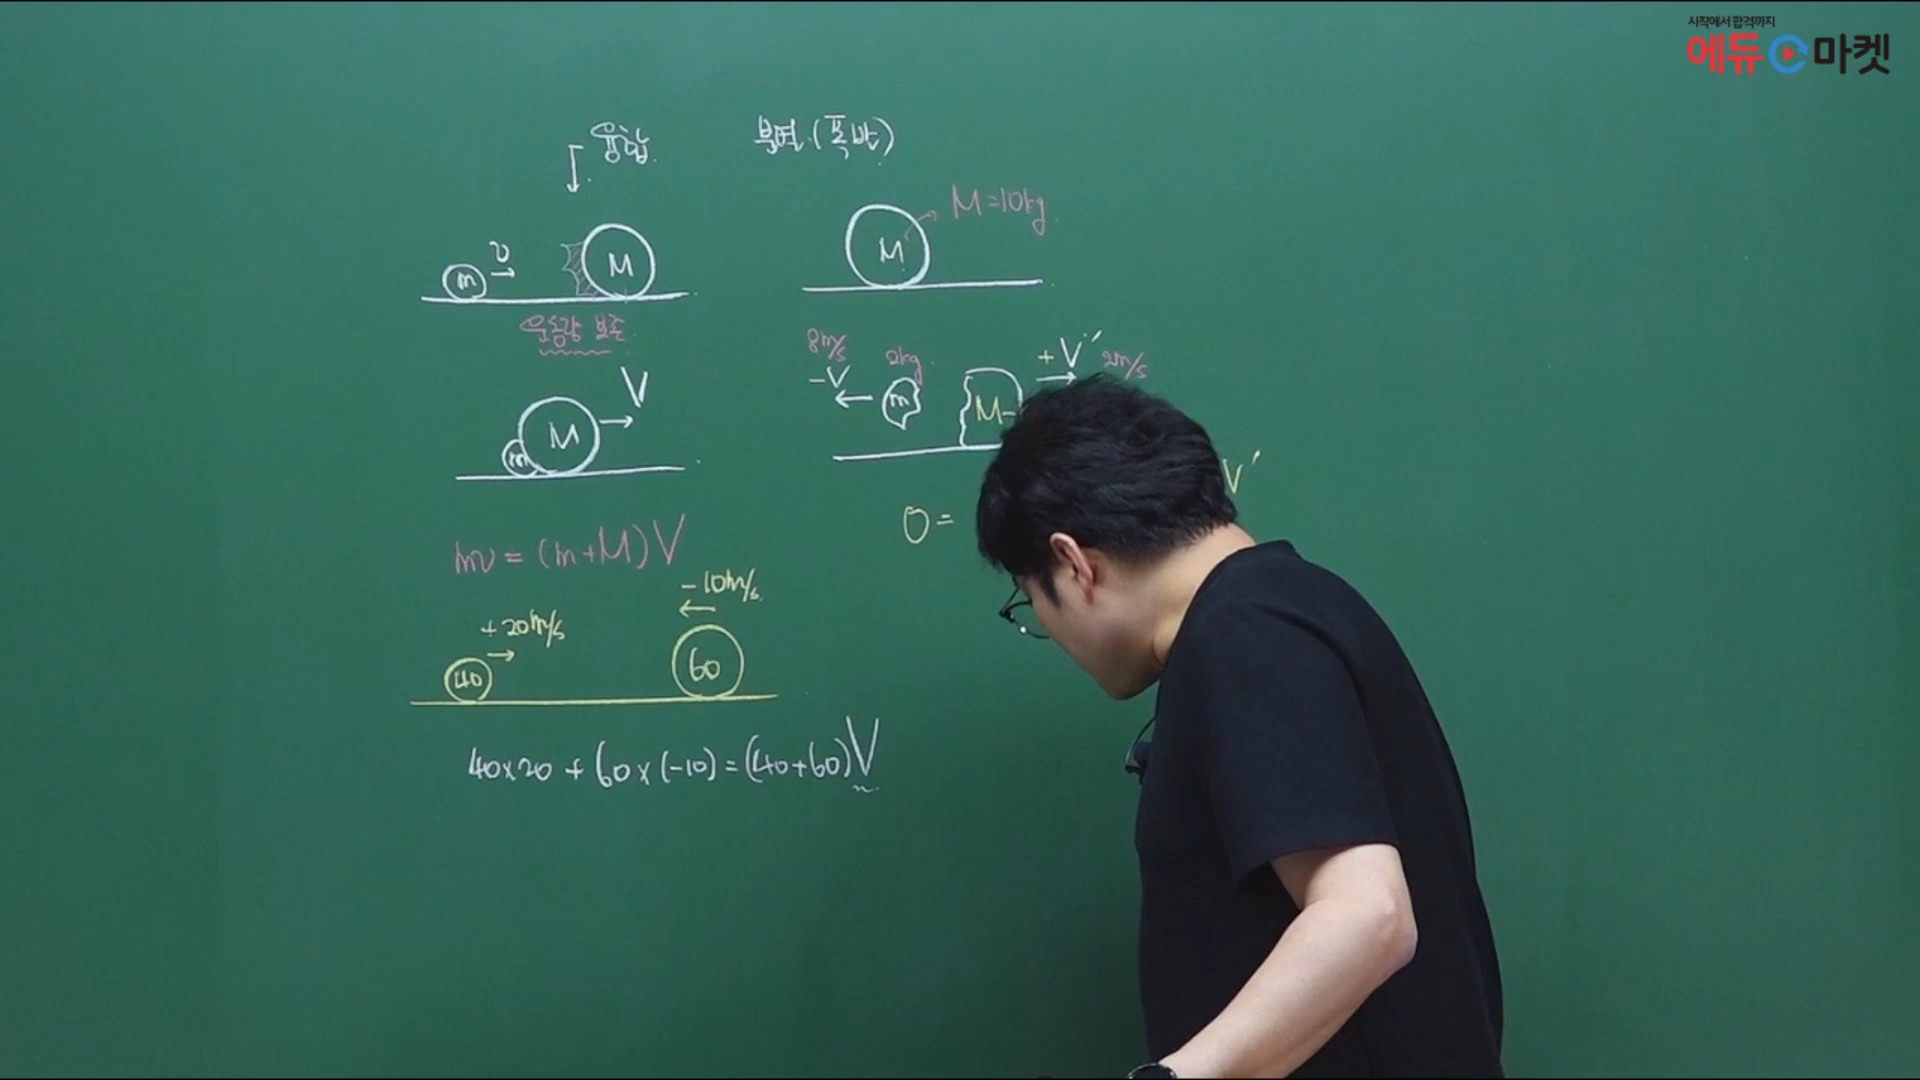 시작에서 합격까지
에듀 마켓
융합.
분열.(폭발)
M=10kg.
M
v
m
M
운동량 보존.
8m/s
-V
2kg.
m
M-
+V′
2m/s
V
M
m
V′
0=
mv = (m+M)V
-10m/s.
+20m/s
40
60
40×20 + 60×(-10) = (40+60)V